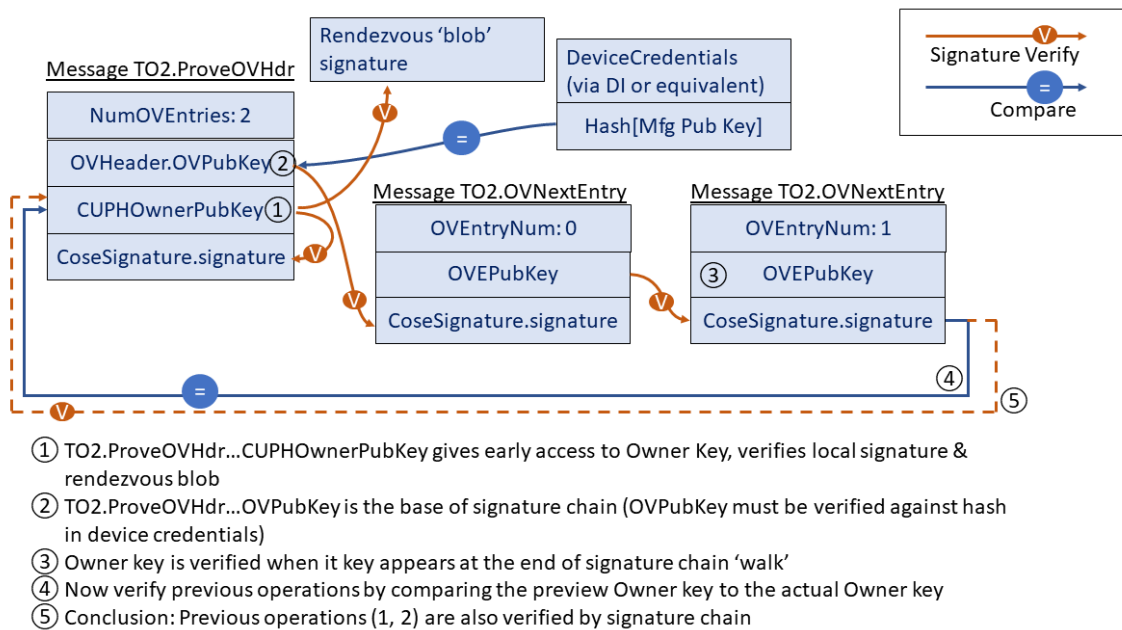 Rendezvous ‘blob’
signature
DeviceCredentials
(via DI or equivalent)
Hash[Mfg Pub Key]
V
Signature Verify
=
Compare
Message TO2.ProveOVHdr
NumOVEntries: 2
OVHeader.OVPubKey ②
CUPHOwnerPubKey ①
CoseSignature.signature
V
V
=
Message TO2.OVNextEntry
OVEntryNum: 0
OVEPubKey
CoseSignature.signature
V
V
Message TO2.OVNextEntry
OVEntryNum: 1
③ OVEPubKey
CoseSignature.signature
=
④
V
⑤
① TO2.ProveOVHdr...CUPHOwnerPubKey gives early access to Owner Key, verifies local signature &
rendezvous blob
② TO2.ProveOVHdr...OVPubKey is the base of signature chain (OVPubKey must be verified against hash
in device credentials)
③ Owner key is verified when it key appears at the end of signature chain ‘walk’
④ Now verify previous operations by comparing the preview Owner key to the actual Owner key
⑤ Conclusion: Previous operations (1, 2) are also verified by signature chain